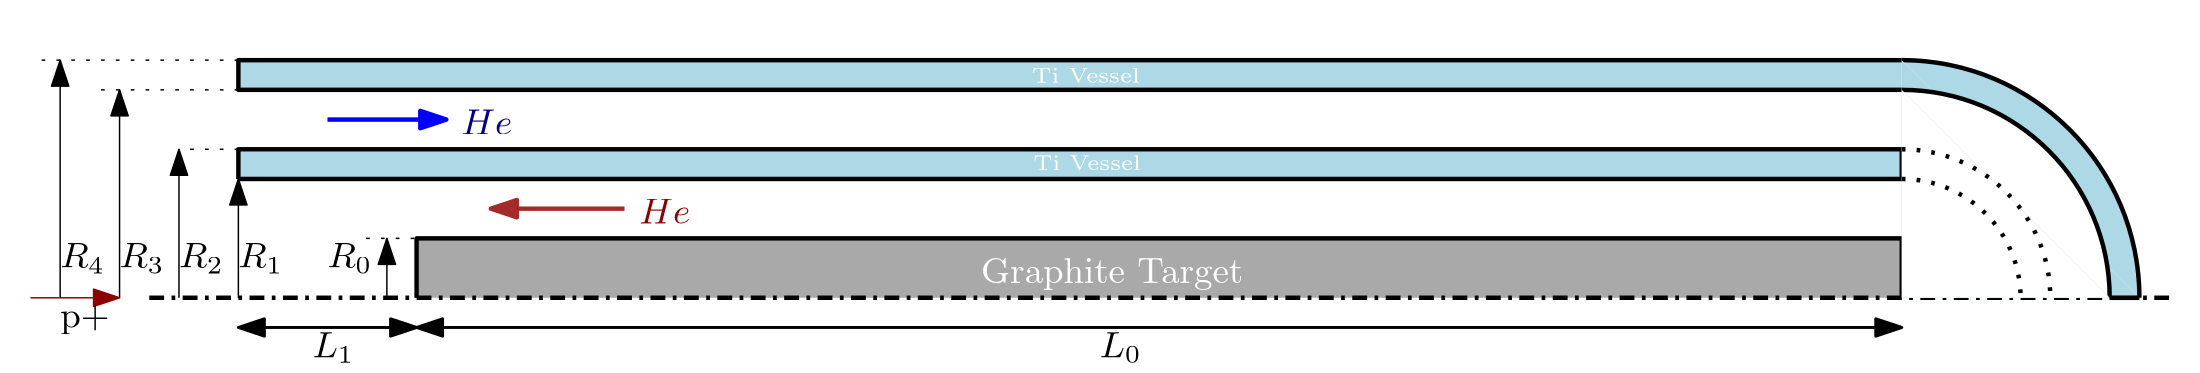 Ti Vessel
He
Ti Vessel
He
R₄ R₃ R₂ R₁ R₀
Graphite Target
p+
L₁ L₀